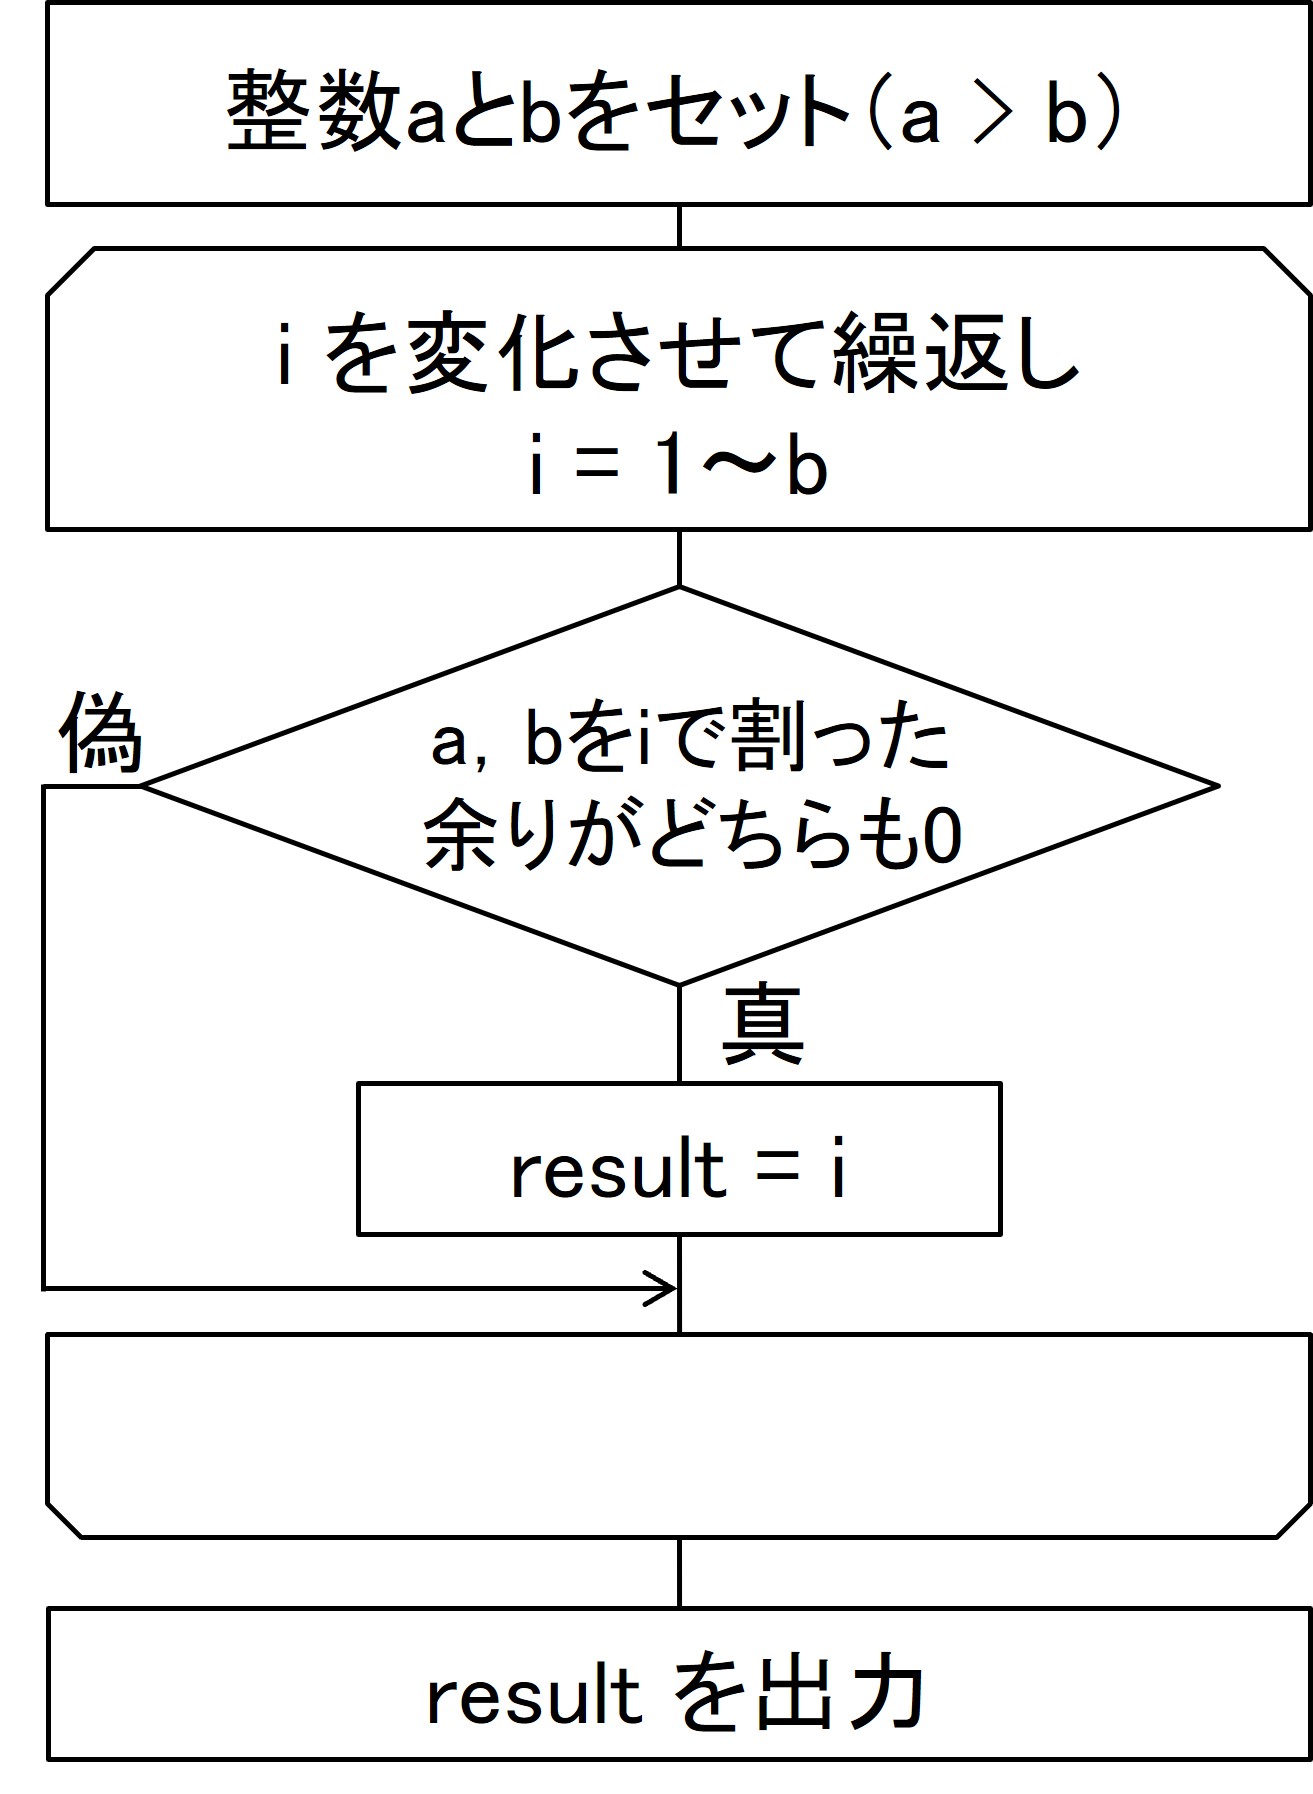 整数aとbをセット（a > b）
i を変化させて繰返し
i = 1～b
偽
a，bをiで割った
余りがどちらも0
真
result = i
result を出力